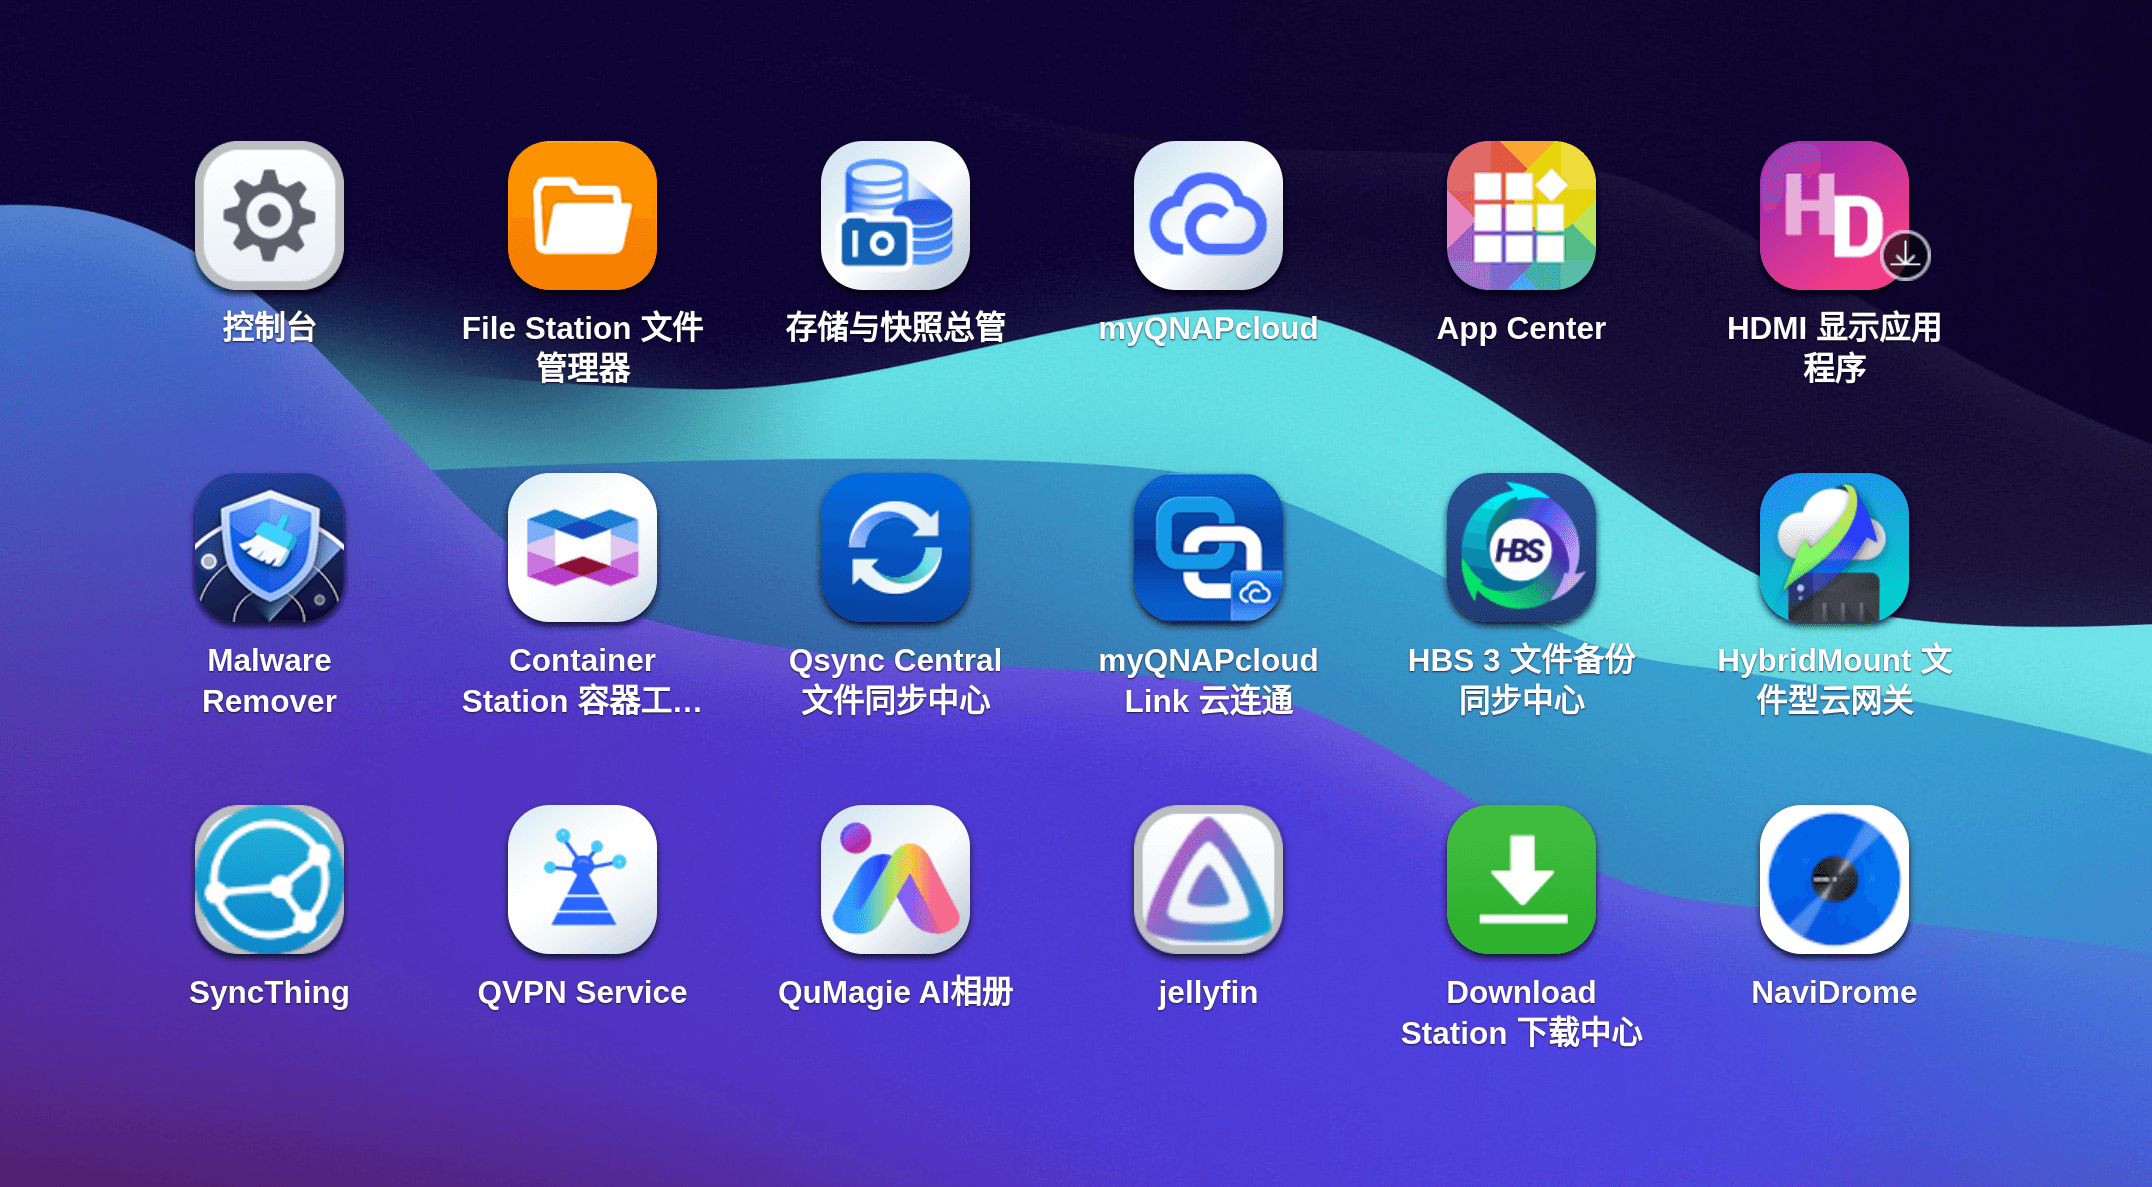 HD
控制台
File Station 文件
管理器
存储与快照总管
myQNAPcloud
App Center
HDMI 显示应用
程序
HBS
Malware
Remover
Container
Station 容器工...
Qsync Central
文件同步中心
myQNAPcloud
Link 云连通
HBS 3 文件备份
同步中心
HybridMount 文
件型云网关
SyncThing
QVPN Service
QuMagie AI相册
jellyfin
Download
Station 下载中心
NaviDrome